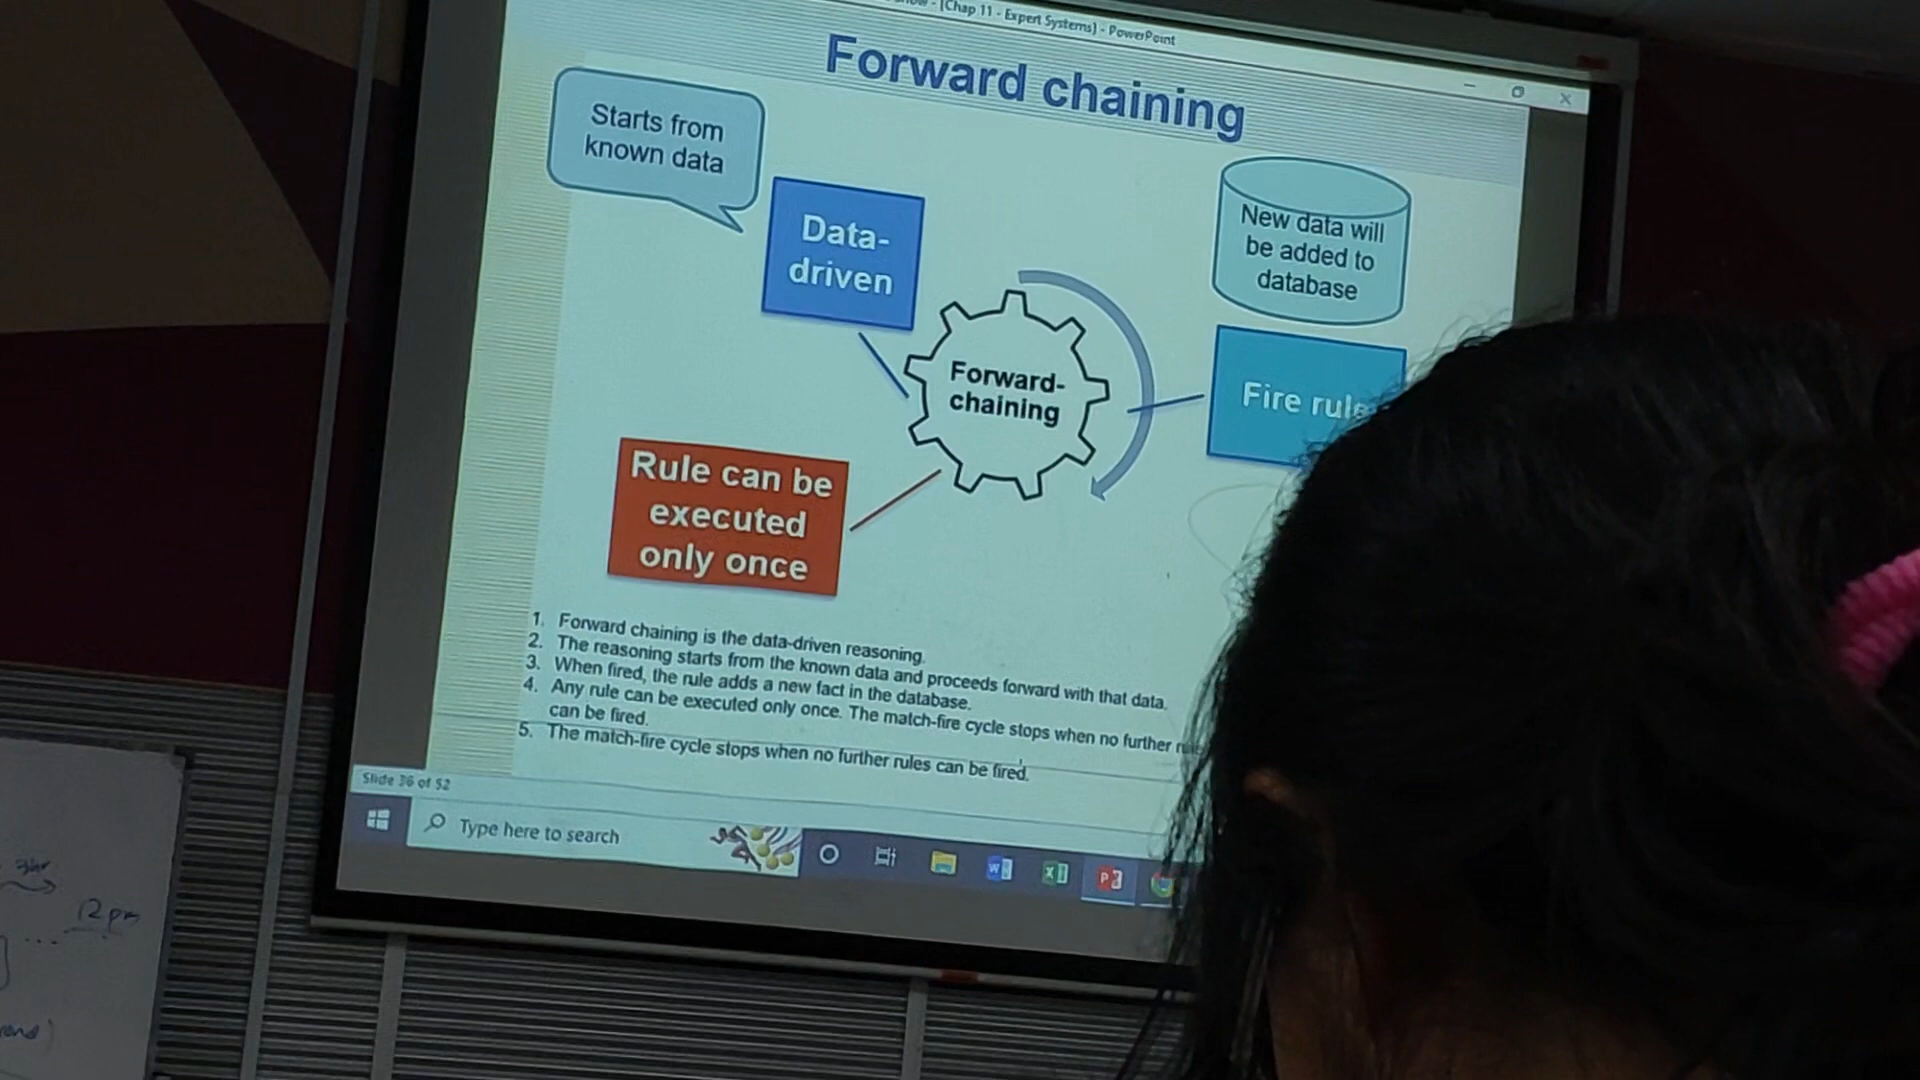 [Chap 11 - Expert Systems] - PowerPoint
Forward chaining
Starts from
known data
Data-
driven
New data will
be added to
database
Forward-
chaining
Fire rule
Rule can be
executed
only once
1. Forward chaining is the data-driven reasoning.
2. The reasoning starts from the known data and proceeds forward with that data.
3. When fired, the rule adds a new fact in the database.
4. Any rule can be executed only once. The match-fire cycle stops when no further
can be fired.
5. The match-fire cycle stops when no further rules can be fired.
Slide 36 of 52
Type here to search
12pm